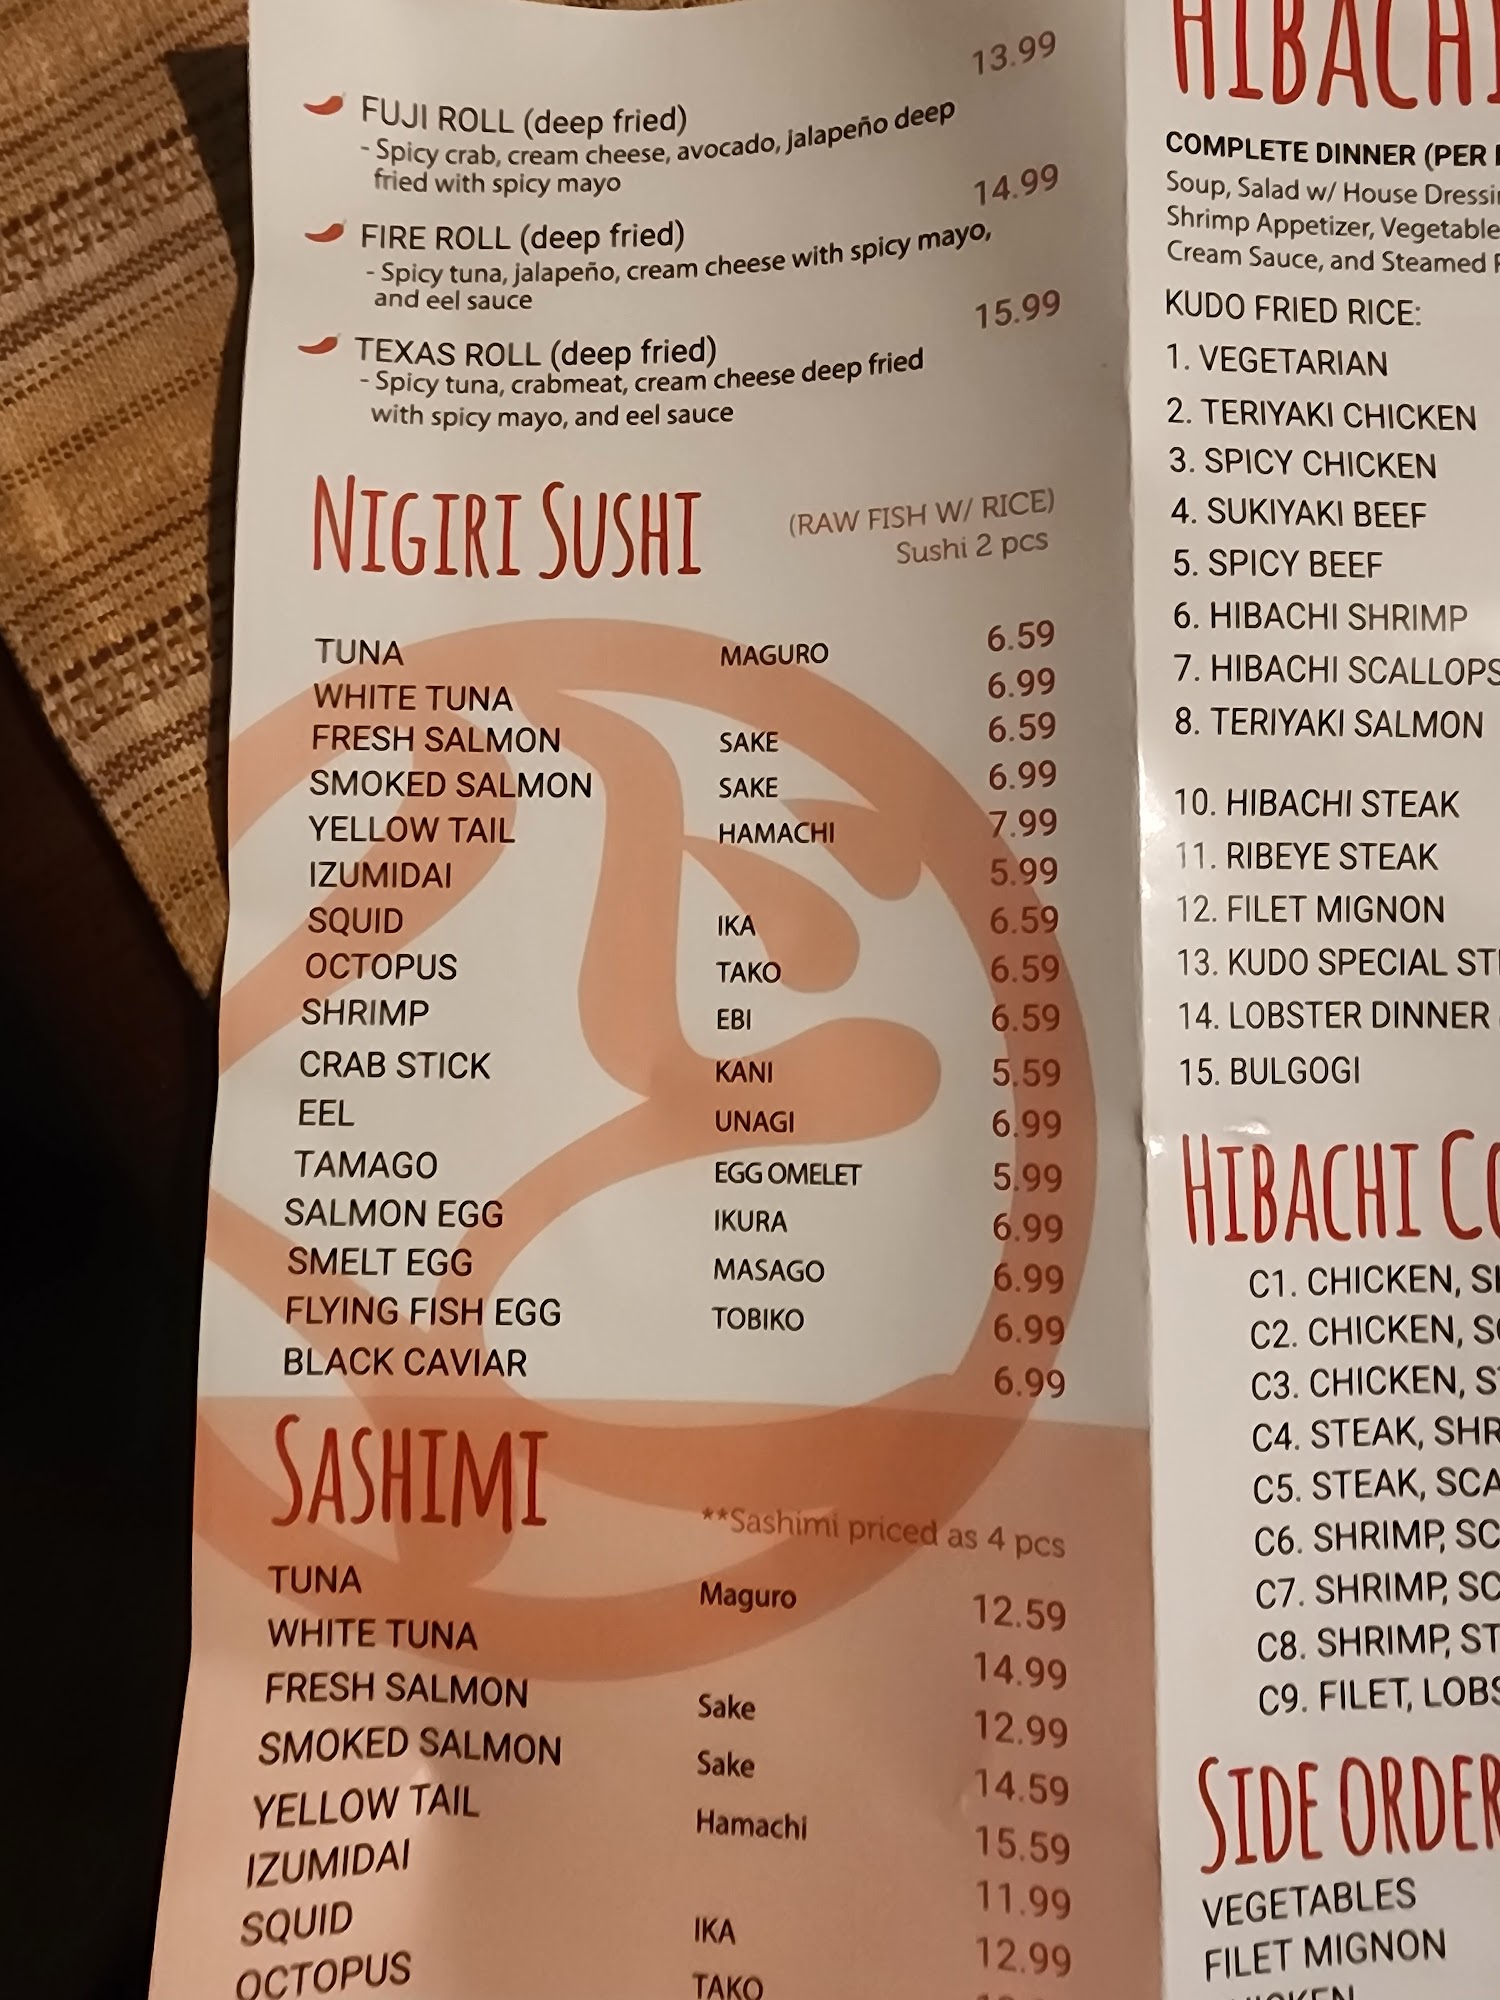 13.99
FUJI ROLL (deep fried)
- Spicy crab, cream cheese, avocado, jalapeño deep
fried with spicy mayo
14.99
FIRE ROLL (deep fried)
- Spicy tuna, jalapeño, cream cheese with spicy mayo,
and eel sauce
15.99
TEXAS ROLL (deep fried)
- Spicy tuna, crabmeat, cream cheese deep fried
with spicy mayo, and eel sauce
NIGIRI SUSHI (RAW FISH W/ RICE)
Sushi 2 pcs
TUNA MAGURO 6.59
WHITE TUNA 6.99
FRESH SALMON SAKE 6.59
SMOKED SALMON SAKE 6.99
YELLOW TAIL HAMACHI 7.99
IZUMIDAI 5.99
SQUID IKA 6.59
OCTOPUS TAKO 6.59
SHRIMP EBI 6.59
CRAB STICK KANI 5.59
EEL UNAGI 6.99
TAMAGO EGG OMELET 5.99
SALMON EGG IKURA 6.99
SMELT EGG MASAGO 6.99
FLYING FISH EGG TOBIKO 6.99
BLACK CAVIAR 6.99
SASHIMI
**Sashimi priced as 4 pcs
TUNA Maguro 12.59
WHITE TUNA 14.99
FRESH SALMON Sake 12.99
SMOKED SALMON Sake 14.59
YELLOW TAIL Hamachi 15.59
IZUMIDAI 11.99
SQUID IKA 12.99
OCTOPUS TAKO
HIBACHI
COMPLETE DINNER (PER
Soup, Salad w/ House
Shrimp Appetizer,
Cream Sauce, and Steamed
KUDO FRIED RICE:
1. VEGETARIAN
2. TERIYAKI CHICKEN
3. SPICY CHICKEN
4. SUKIYAKI BEEF
5. SPICY BEEF
6. HIBACHI SHRIMP
7. HIBACHI SCALLOPS
8. TERIYAKI SALMON
10. HIBACHI STEAK
11. RIBEYE STEAK
12. FILET MIGNON
13. KUDO SPECIAL
14. LOBSTER DINNER
15. BULGOGI
HIBACHI
C1. CHICKEN,
C2. CHICKEN,
C3. CHICKEN,
C4. STEAK,
C5. STEAK,
C6. SHRIMP,
C7. SHRIMP,
C8. SHRIMP,
C9. FILET,
SIDE ORDER
VEGETABLES
FILET MIGNON